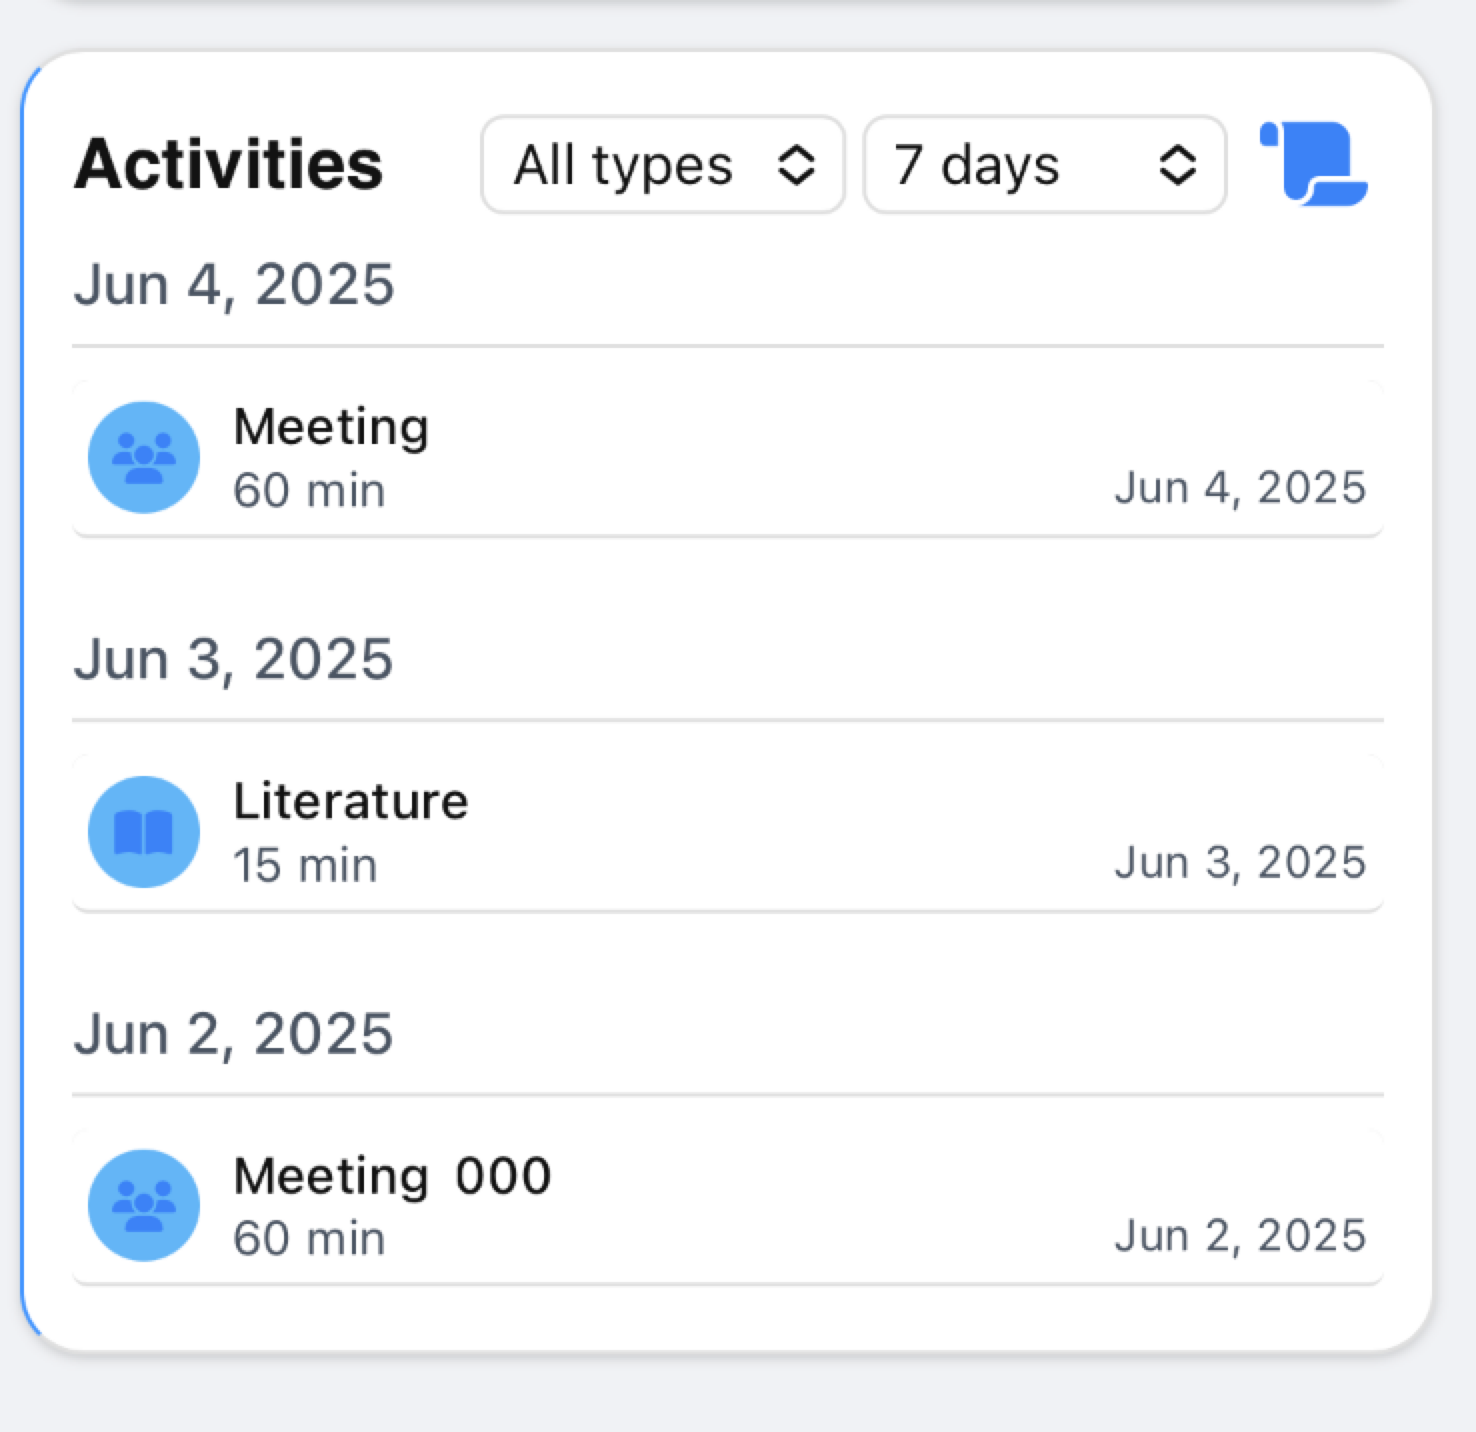 Activities All types 7 days
Jun 4, 2025
Meeting
60 min Jun 4, 2025
Jun 3, 2025
Literature
15 min Jun 3, 2025
Jun 2, 2025
Meeting 000
60 min Jun 2, 2025